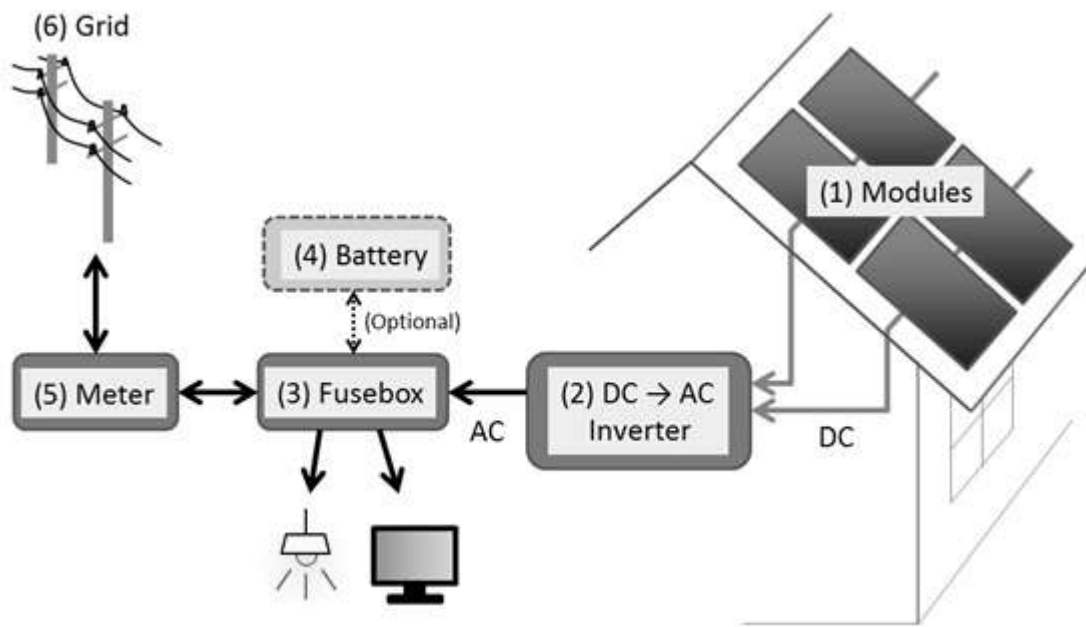 (6) Grid
(1) Modules
(4) Battery
(Optional)
(5) Meter
(3) Fusebox
(2) DC → AC
Inverter
AC
DC